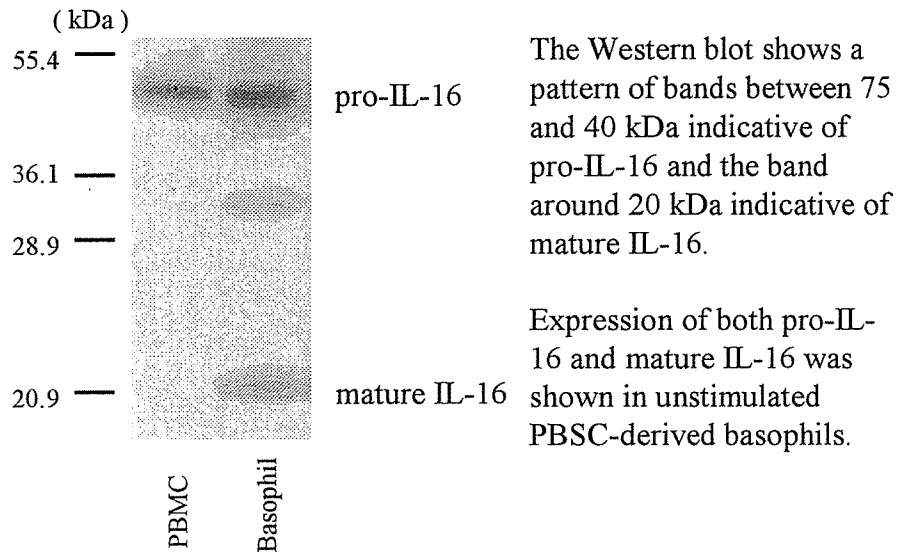 ( kDa )
55.4
36.1
28.9
20.9
pro-IL-16
mature IL-16
PBMC
Basophil
The Western blot shows a
pattern of bands between 75
and 40 kDa indicative of
pro-IL-16 and the band
around 20 kDa indicative of
mature IL-16.
Expression of both pro-IL-
16 and mature IL-16 was
shown in unstimulated
PBSC-derived basophils.